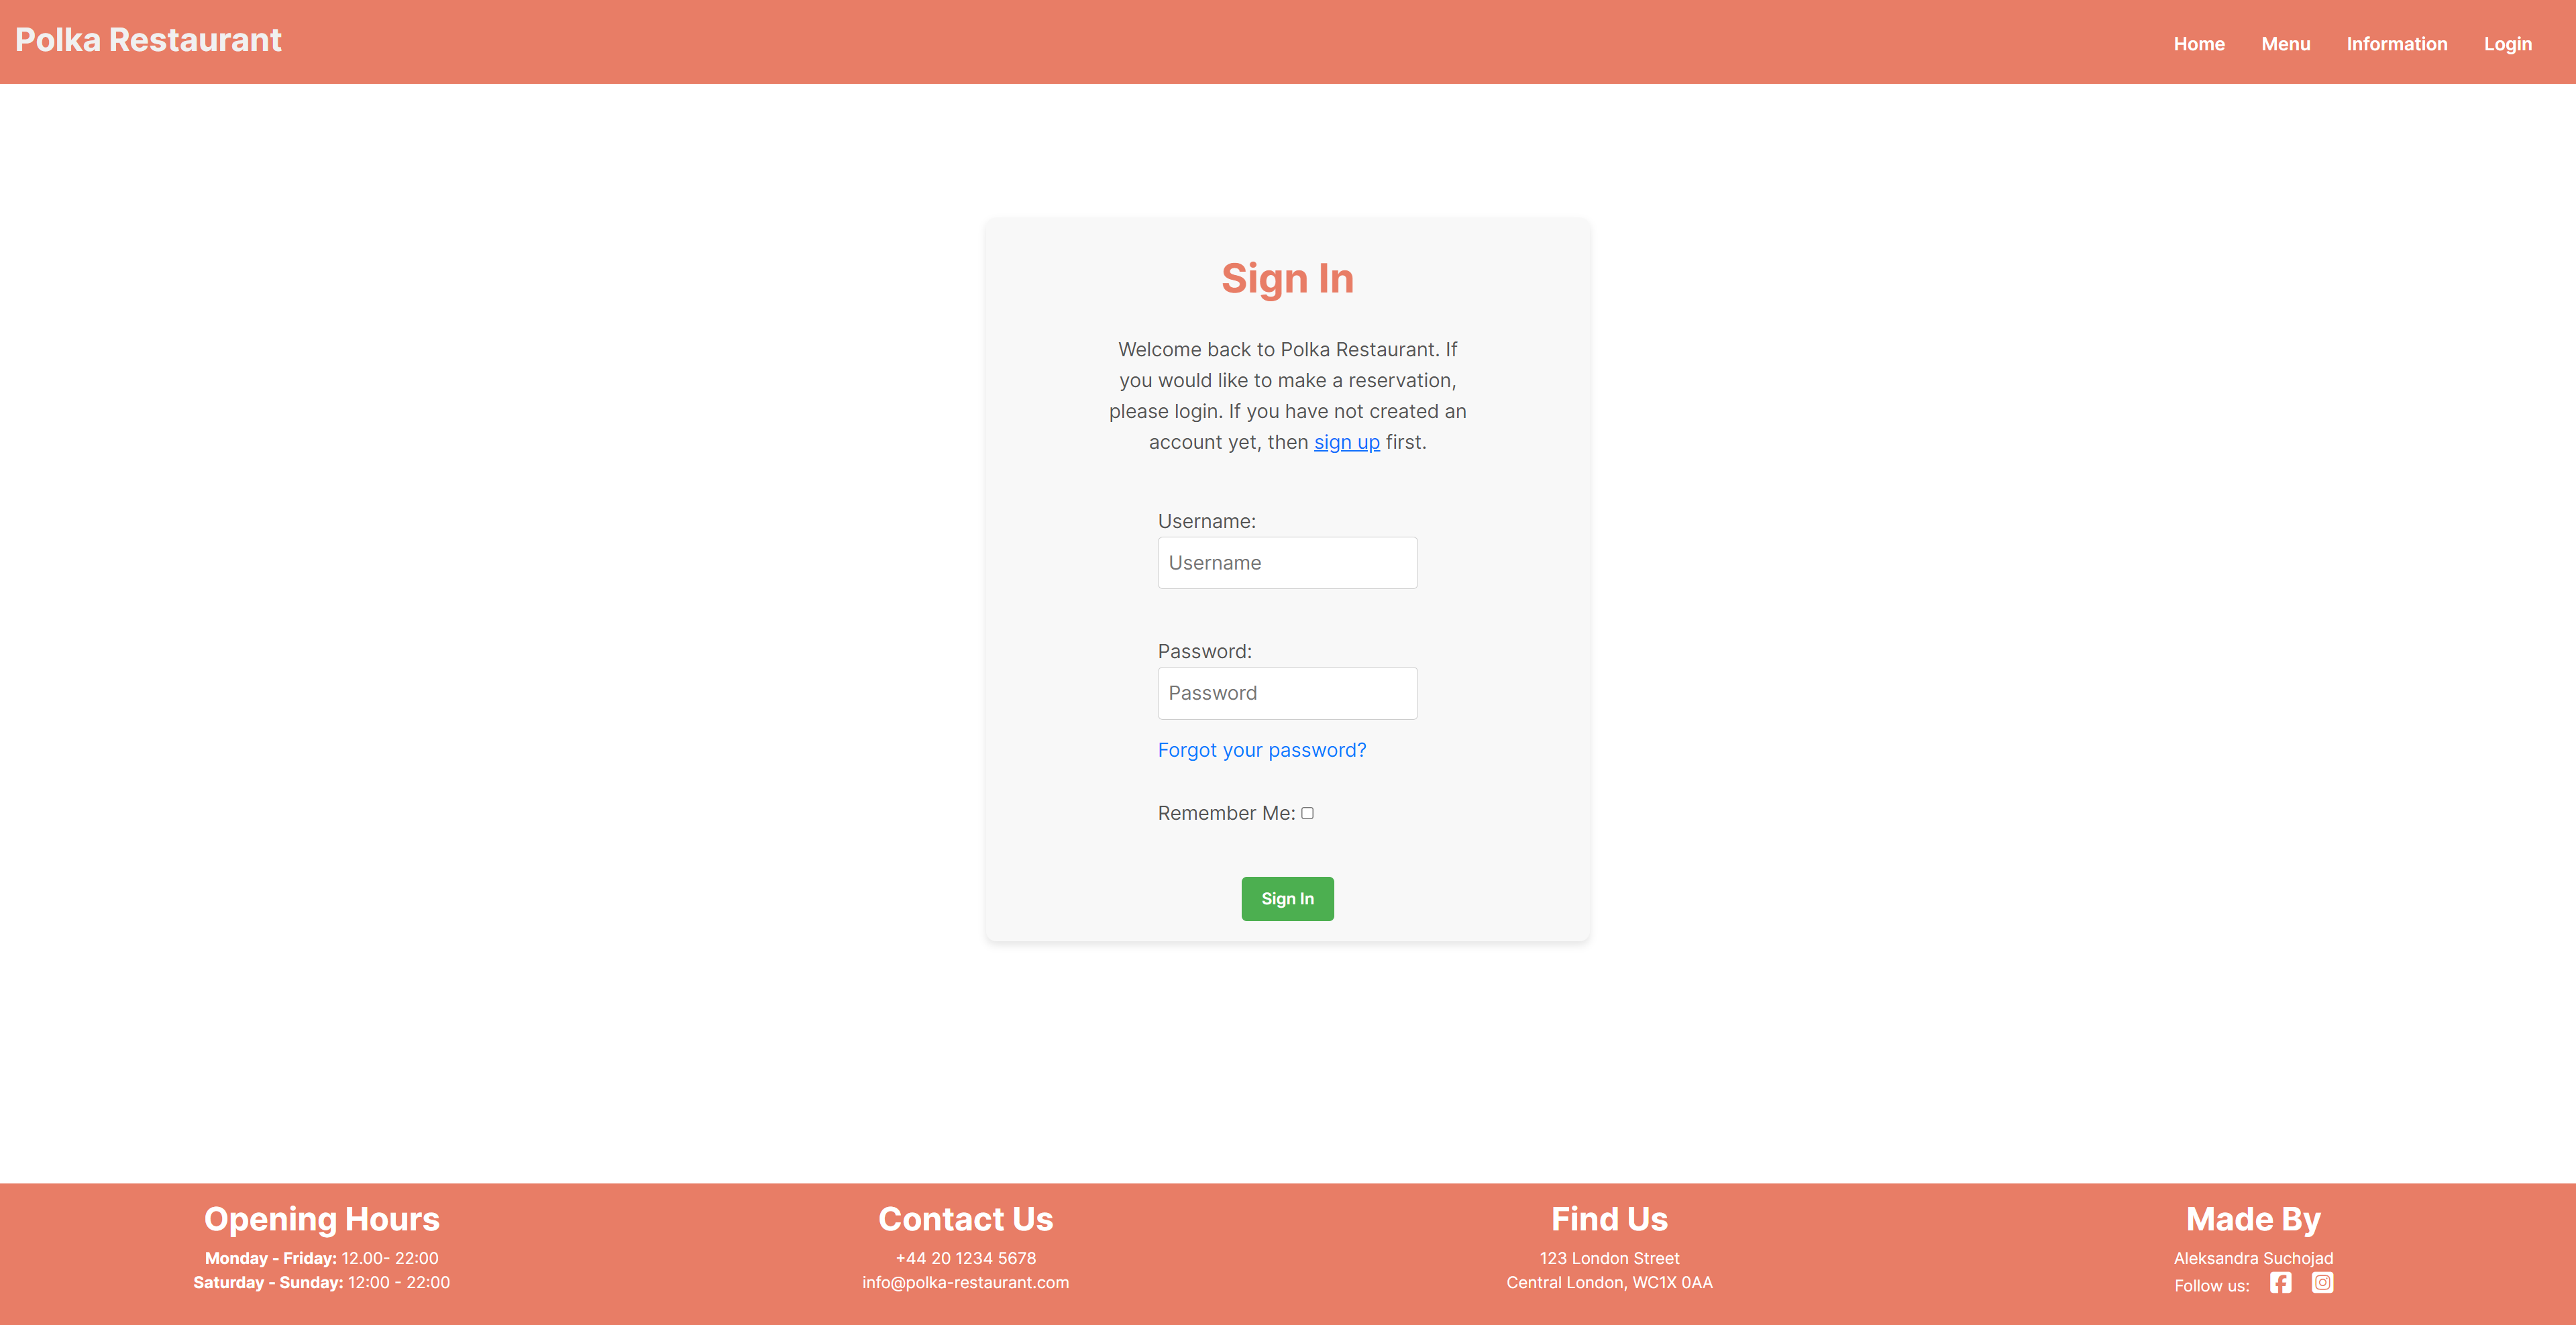 Polka Restaurant
Home Menu Information Login
Sign In
Welcome back to Polka Restaurant. If
you would like to make a reservation,
please login. If you have not created an
account yet, then sign up first.
Username:
Username
Password:
Password
Forgot your password?
Remember Me:
Sign In
Opening Hours
Monday - Friday: 12.00- 22:00
Saturday - Sunday: 12:00 - 22:00
Contact Us
+44 20 1234 5678
info@polka-restaurant.com
Find Us
123 London Street
Central London, WC1X 0AA
Made By
Aleksandra Suchojad
Follow us: